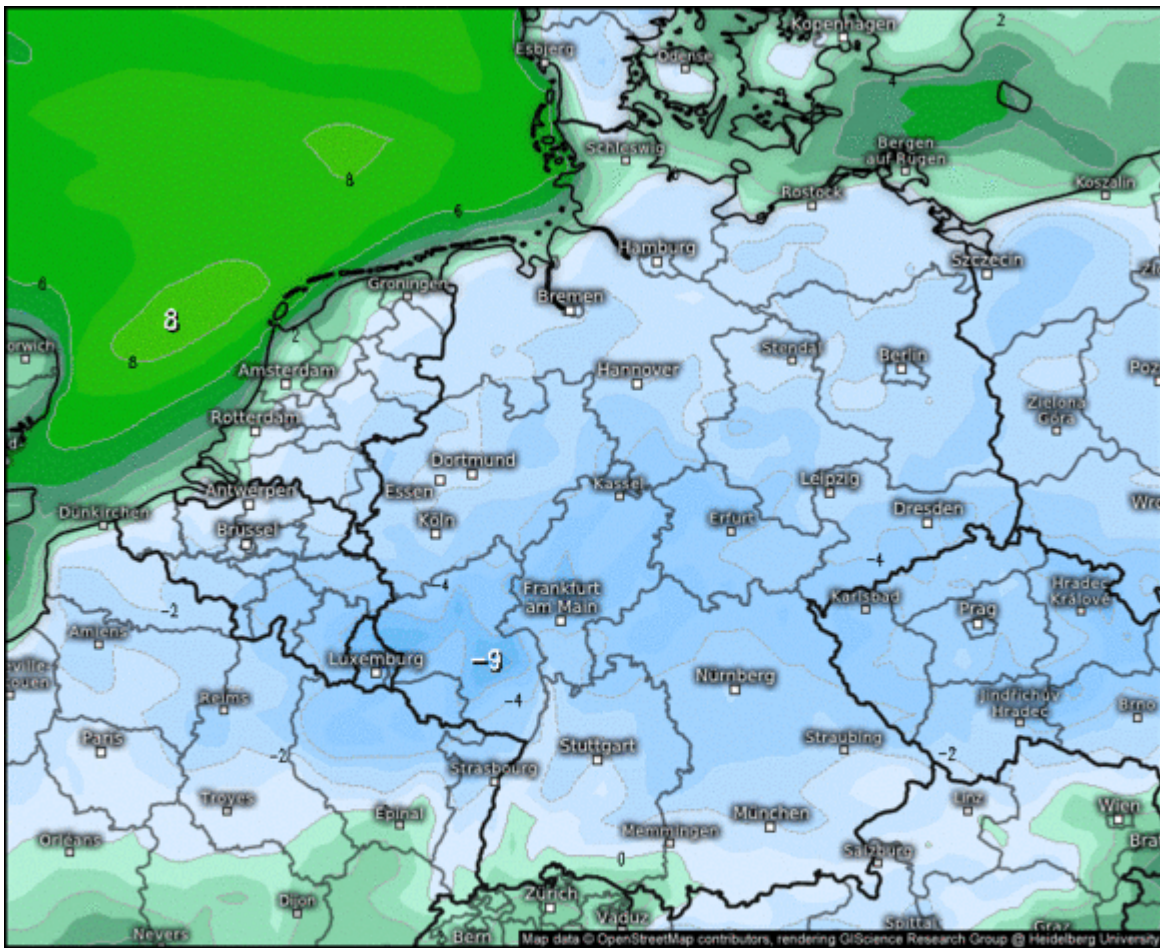 Kopenhagen
2
Esbjerg
Odense
4
Schleswig
Bergen
auf Rügen
8
Koszalin
Rostock
6
Hamburg
Szczecin
Groningen
Bremen
8
2
8
Stendal
Berlin
Amsterdam
Hannover
Zielona
Góra
Rotterdam
Dortmund
Kassel
Leipzig
Essen
Antwerpen
Dünkirchen
Köln
Erfurt
Dresden
Brüssel
-4
-4
Frankfurt
am Main
Hradec
Králové
Karlsbad
Prag
-2
Amiens
Luxemburg
-9
Nürnberg
Reims
-4
Jindřichův
Hradec
Brno
Paris
Stuttgart
Straubing
-2
-2
Strasbourg
Troyes
Linz
Wien
Épinal
München
Memmingen
Orléans
0
Salzburg
Zürich
Dijon
Vaduz
Nevers
Bern
Spittal
Graz
Map data © OpenStreetMap contributors, rendering GIScience Research Group @ Heidelberg University